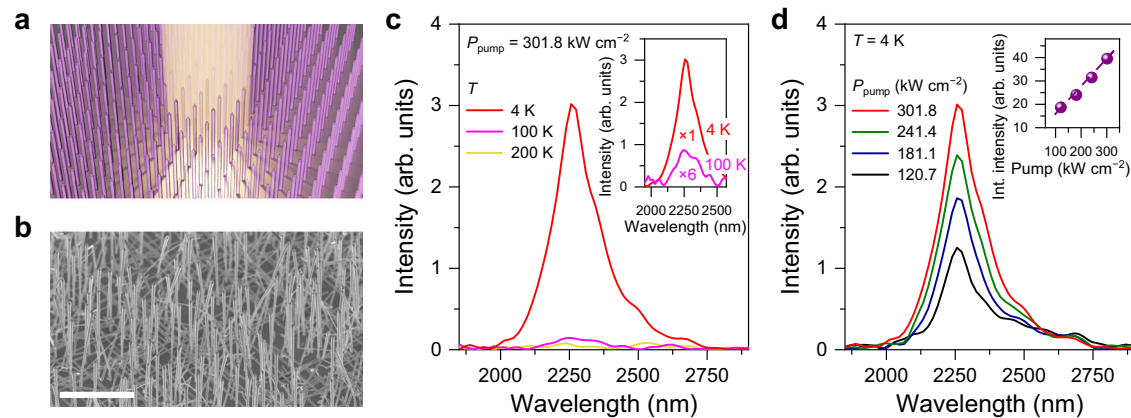 a
b
c
P_pump = 301.8 kW cm⁻²
T
4 K
100 K
200 K
Intensity (arb. units)
4
3
2
1
0
2000 2250 2500 2750
Wavelength (nm)
Int. intensity (arb. units)
3
2
1
0
×1 4 K
100 K
×6
2000 2250 2500
Wavelength (nm)
d
T = 4 K
P_pump (kW cm⁻²)
301.8
241.4
181.1
120.7
Intensity (arb. units)
4
3
2
1
0
2000 2250 2500 2750
Wavelength (nm)
Int. intensity (arb. units)
40
30
20
10
100 200 300
Pump (kW cm⁻²)